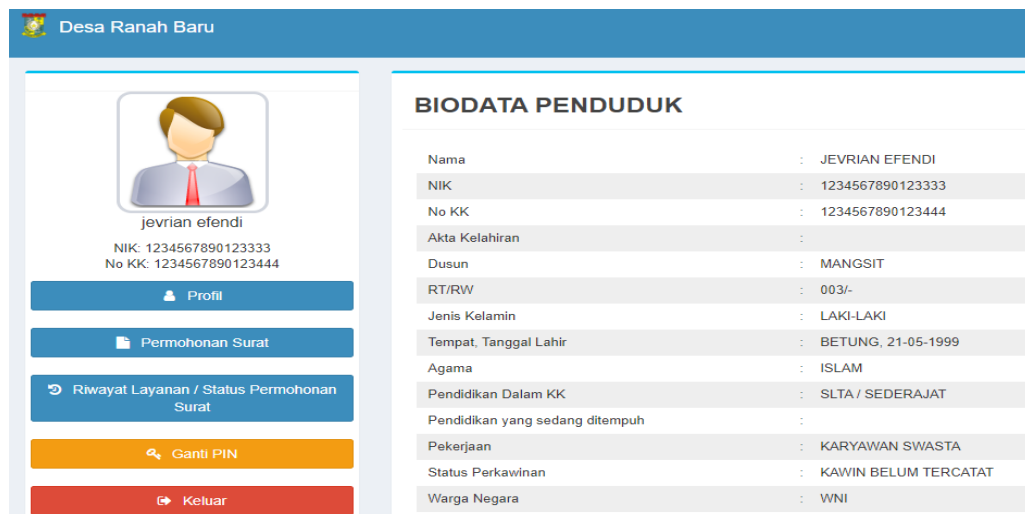 Desa Ranah Baru
jevrian efendi
NIK: 1234567890123333
No KK: 1234567890123444
Profil
Permohonan Surat
Riwayat Layanan / Status Permohonan
Surat
Ganti PIN
Keluar
BIODATA PENDUDUK
Nama : JEVRIAN EFENDI
NIK : 1234567890123333
No KK : 1234567890123444
Akta Kelahiran :
Dusun : MANGSIT
RT/RW : 003/-
Jenis Kelamin : LAKI-LAKI
Tempat, Tanggal Lahir : BETUNG, 21-05-1999
Agama : ISLAM
Pendidikan Dalam KK : SLTA / SEDERAJAT
Pendidikan yang sedang ditempuh :
Pekerjaan : KARYAWAN SWASTA
Status Perkawinan : KAWIN BELUM TERCATAT
Warga Negara : WNI